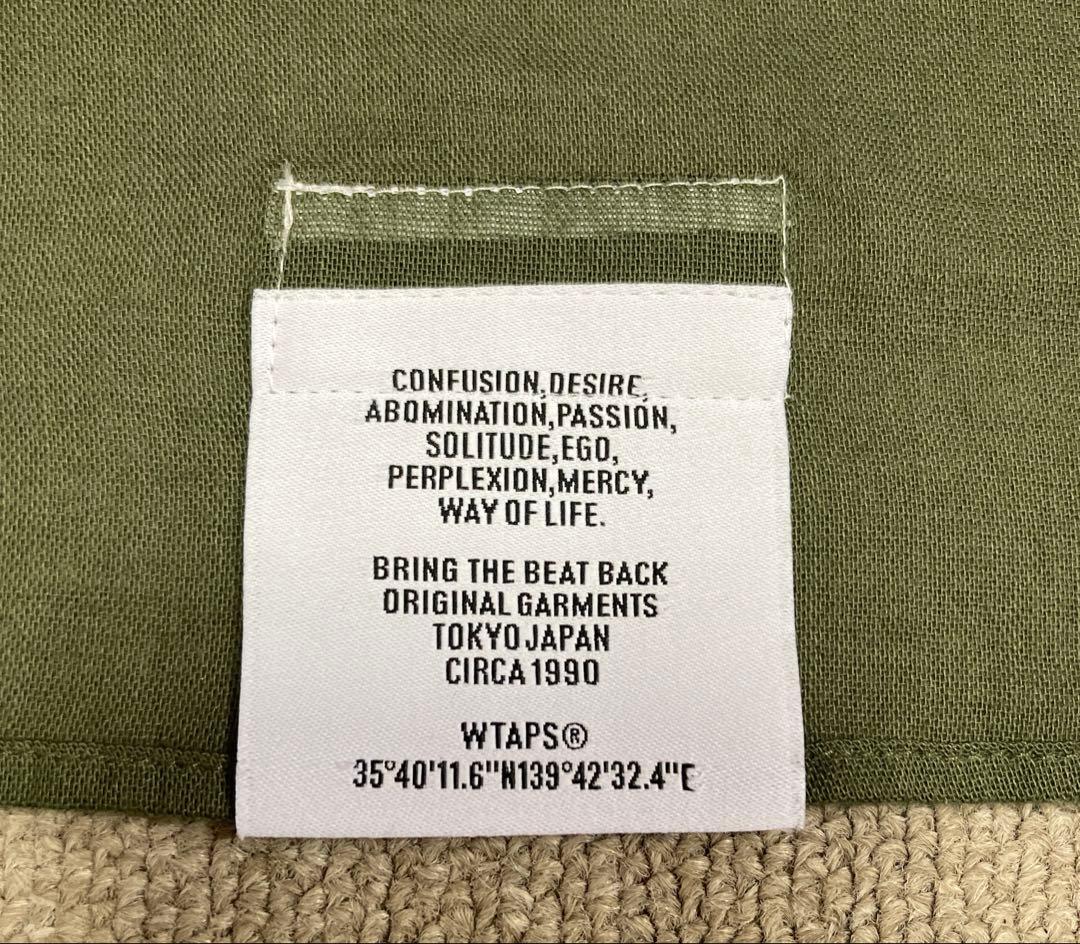 CONFUSION,DESIRE,
ABOMINATION,PASSION,
SOLITUDE,EGO,
PERPLEXION,MERCY,
WAY OF LIFE.
BRING THE BEAT BACK
ORIGINAL GARMENTS
TOKYO JAPAN
CIRCA 1990
WTAPS®
35°40'11.6"N139°42'32.4"E